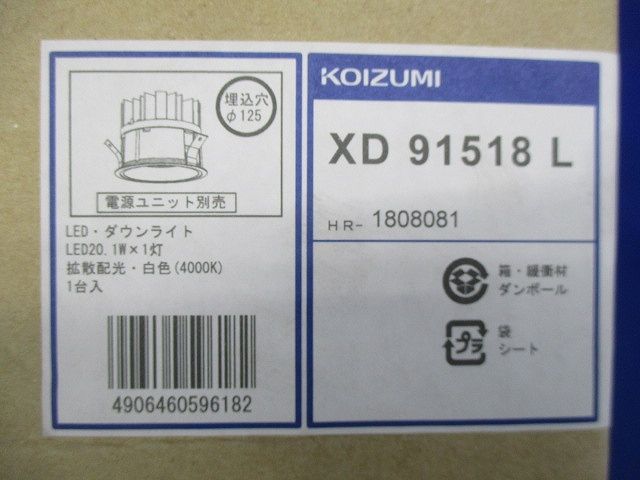 埋込穴
φ125
電源ユニット別売
LED・ダウンライト
LED20.1W×1灯
拡散配光・白色(4000K)
1台入
4906460596182
KOIZUMI
XD 91518 L
HR- 1808081
箱・緩衝材
ダンボール
プラ
袋
シート